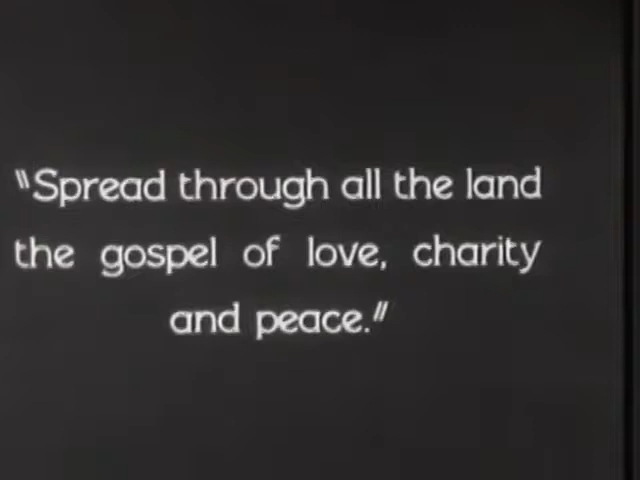 "Spread through all the land
the gospel of love, charity
and peace."